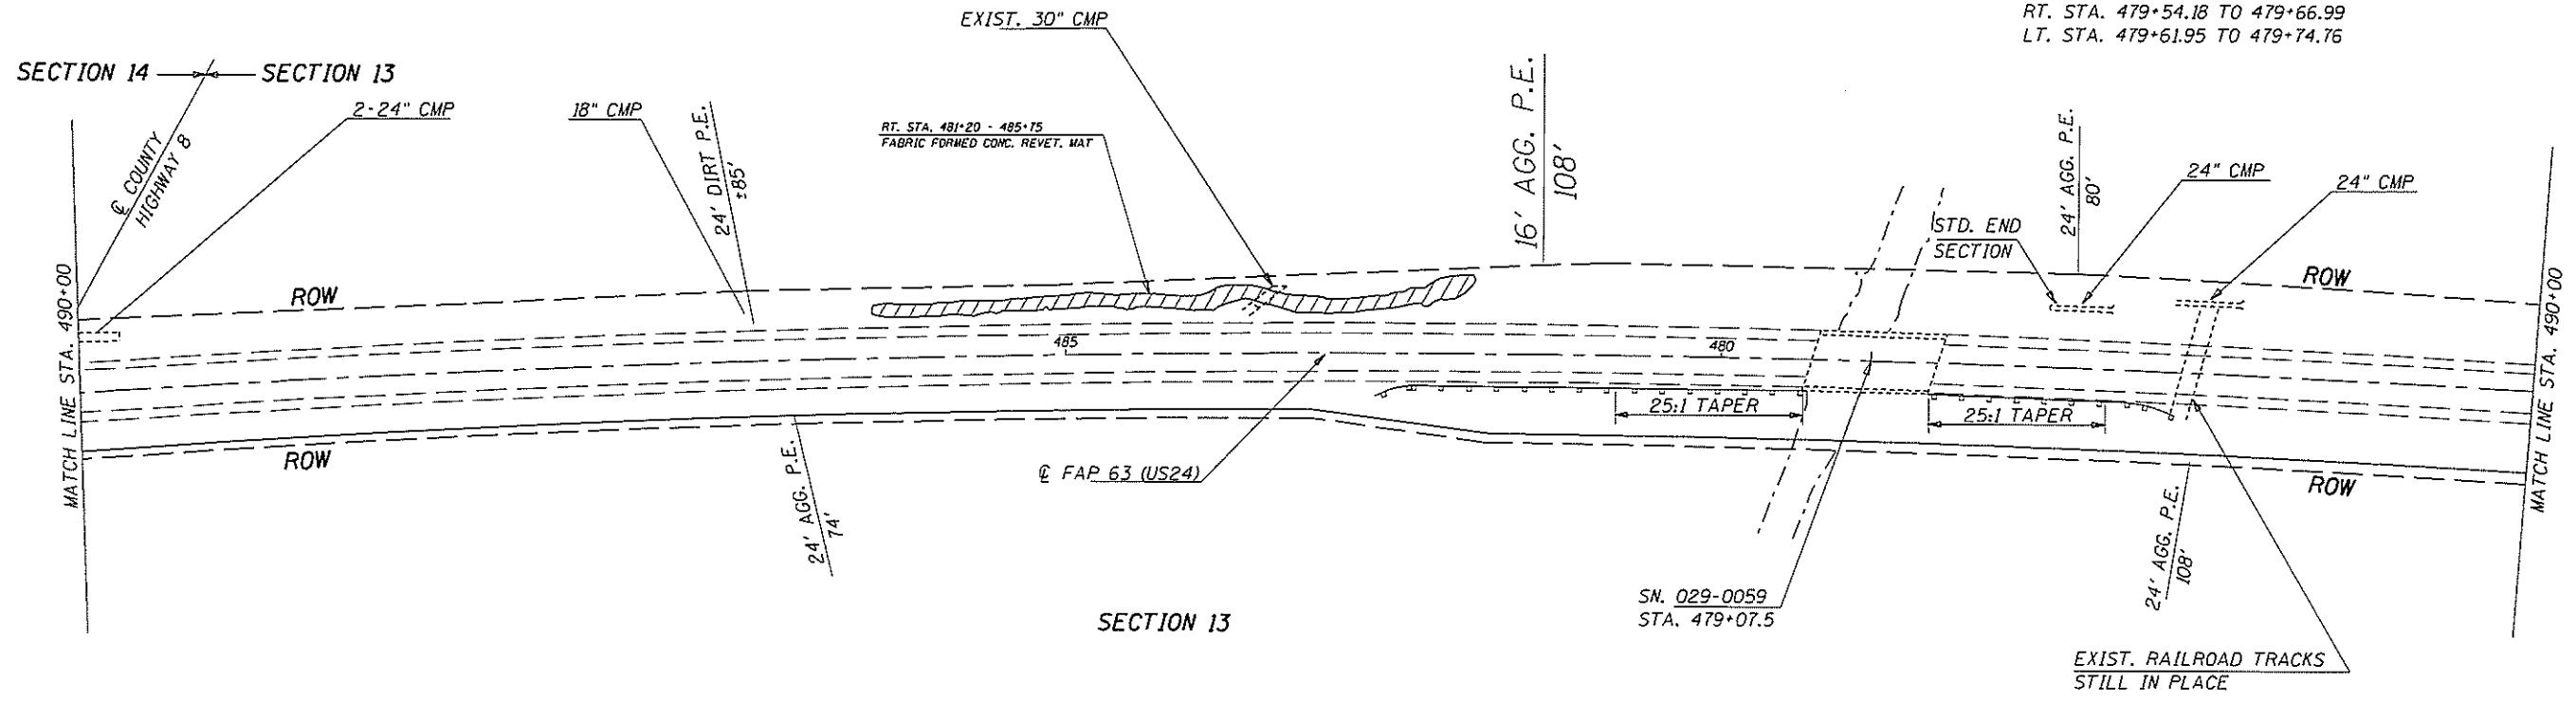 EXIST. 30" CMP
RT. STA. 479+54.18 TO 479+66.99
LT. STA. 479+61.95 TO 479+74.76
SECTION 14
SECTION 13
2-24" CMP
18" CMP
24' DIRT P.E.
±85'
RT. STA. 481+20 - 485+75
FABRIC FORMED CONC. REVET. MAT
16' AGG. P.E.
108'
24' AGG. P.E.
80'
24" CMP
24" CMP
℄ COUNTY
HIGHWAY 8
STD. END
SECTION
MATCH LINE STA. 490+00
ROW
ROW
MATCH LINE STA. 490+00
485
480
25:1 TAPER
25:1 TAPER
ROW
ROW
℄ FAP 63 (US24)
24' AGG. P.E.
74'
24' AGG. P.E.
108'
SN. 029-0059
STA. 479+07.5
SECTION 13
EXIST. RAILROAD TRACKS
STILL IN PLACE